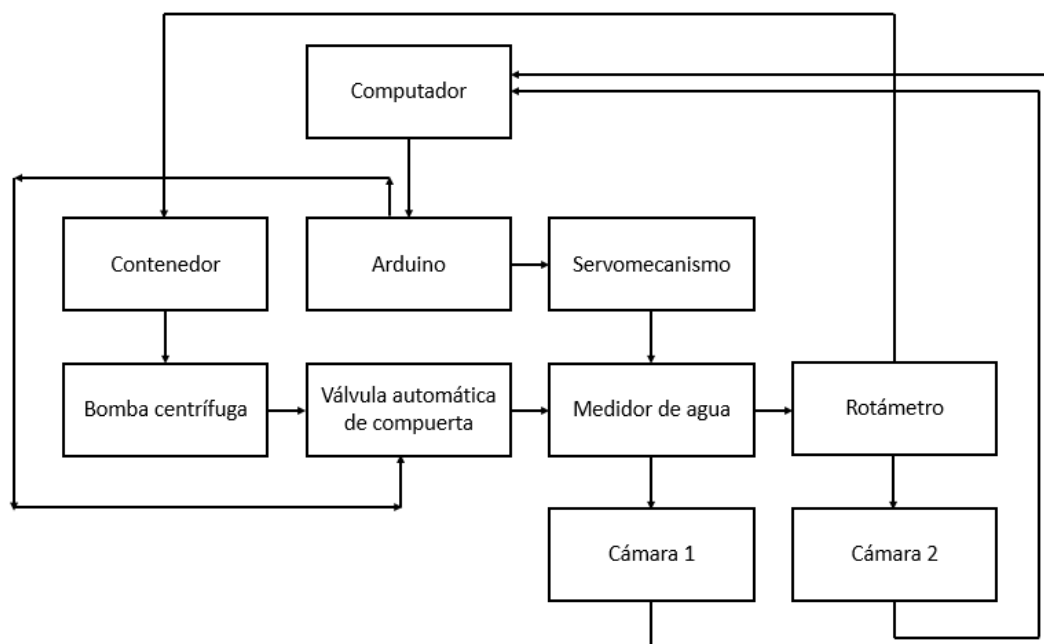 Computador
Contenedor
Arduino
Servomecanismo
Bomba centrífuga
Válvula automática
de compuerta
Medidor de agua
Rotámetro
Cámara 1
Cámara 2